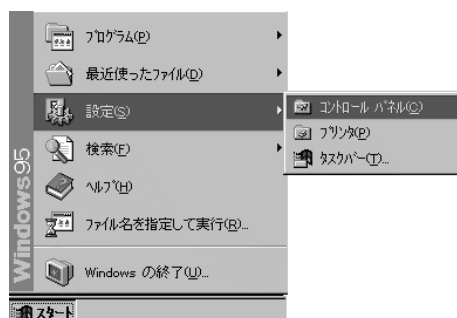 プログラム(P)
最近使ったファイル(D)
設定(S)
コントロール パネル(C)
プリンタ(P)
タスクバー(T)...
検索(F)
ヘルプ(H)
ファイル名を指定して実行(R)...
Windows の終了(U)...
Windows95
スタート